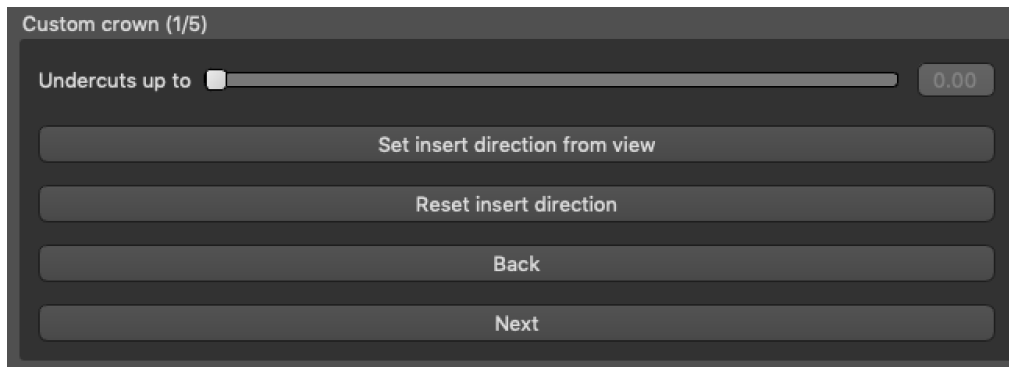 Custom crown (1/5)
Undercuts up to 0.00
Set insert direction from view
Reset insert direction
Back
Next